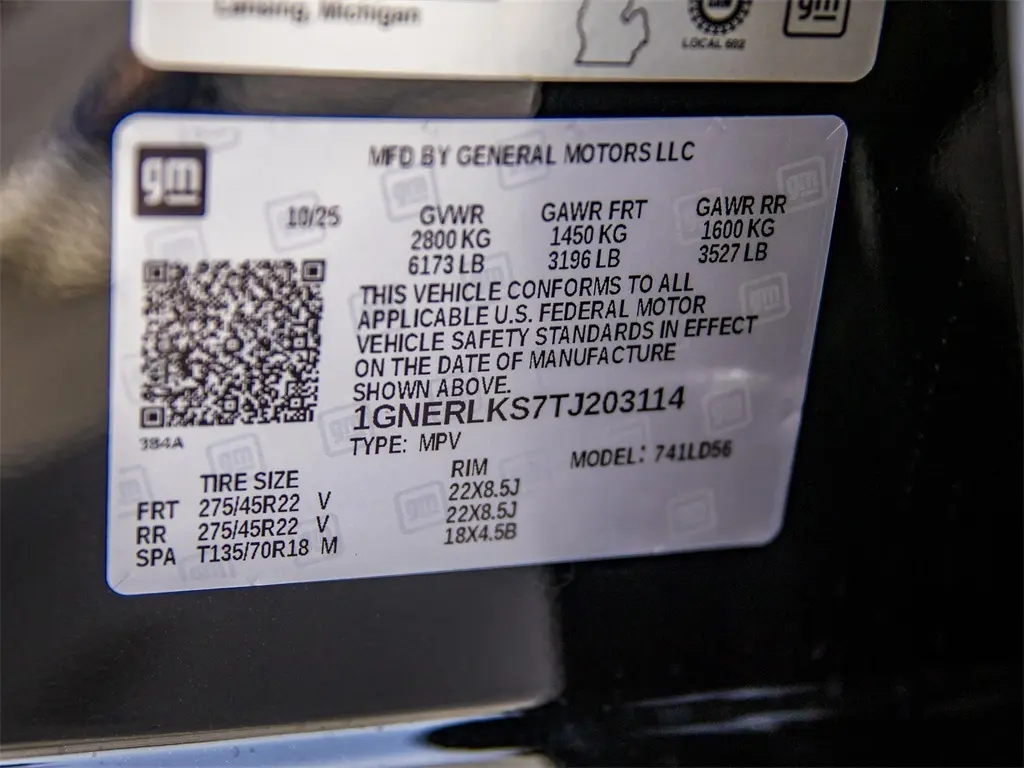 Lansing, Michigan
LOCAL 602
gm
gm
MFD BY GENERAL MOTORS LLC
10/25
GVWR GAWR FRT GAWR RR
2800 KG 1450 KG 1600 KG
6173 LB 3196 LB 3527 LB
THIS VEHICLE CONFORMS TO ALL
APPLICABLE U.S. FEDERAL MOTOR
VEHICLE SAFETY STANDARDS IN EFFECT
ON THE DATE OF MANUFACTURE
SHOWN ABOVE.
1GNERLKS7TJ203114
384A
TYPE: MPV
MODEL: 741LD56
TIRE SIZE RIM
FRT 275/45R22 V 22X8.5J
RR 275/45R22 V 22X8.5J
SPA T135/70R18 M 18X4.5B